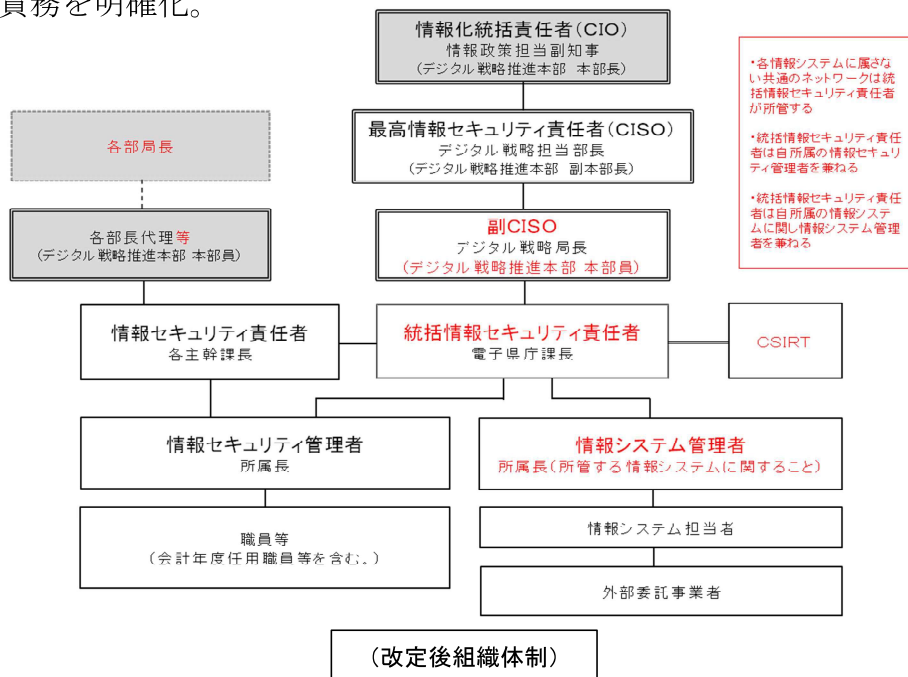 責務を明確化。
情報化統括責任者(CIO)
情報政策担当副知事
(デジタル戦略推進本部 本部長)
・各情報システムに属さな
い共通のネットワークは統
括情報セキュリティ責任者
が所管する
・統括情報セキュリティ責任
者は自所属の情報セキュリ
ティ管理者を兼ねる
・統括情報セキュリティ責任
者は自所属の情報システ
ムに関し情報システム管理
者を兼ねる
各部局長
最高情報セキュリティ責任者(CISO)
デジタル戦略担当部長
(デジタル戦略推進本部 副本部長)
各部長代理等
(デジタル戦略推進本部 本部員)
副CISO
デジタル戦略局長
(デジタル戦略推進本部 本部員)
情報セキュリティ責任者
各主幹課長
統括情報セキュリティ責任者
電子県庁課長
CSIRT
情報セキュリティ管理者
所属長
情報システム管理者
所属長(所管する情報システムに関すること)
職員等
(会計年度任用職員等を含む。)
情報システム担当者
外部委託事業者
(改定後組織体制)